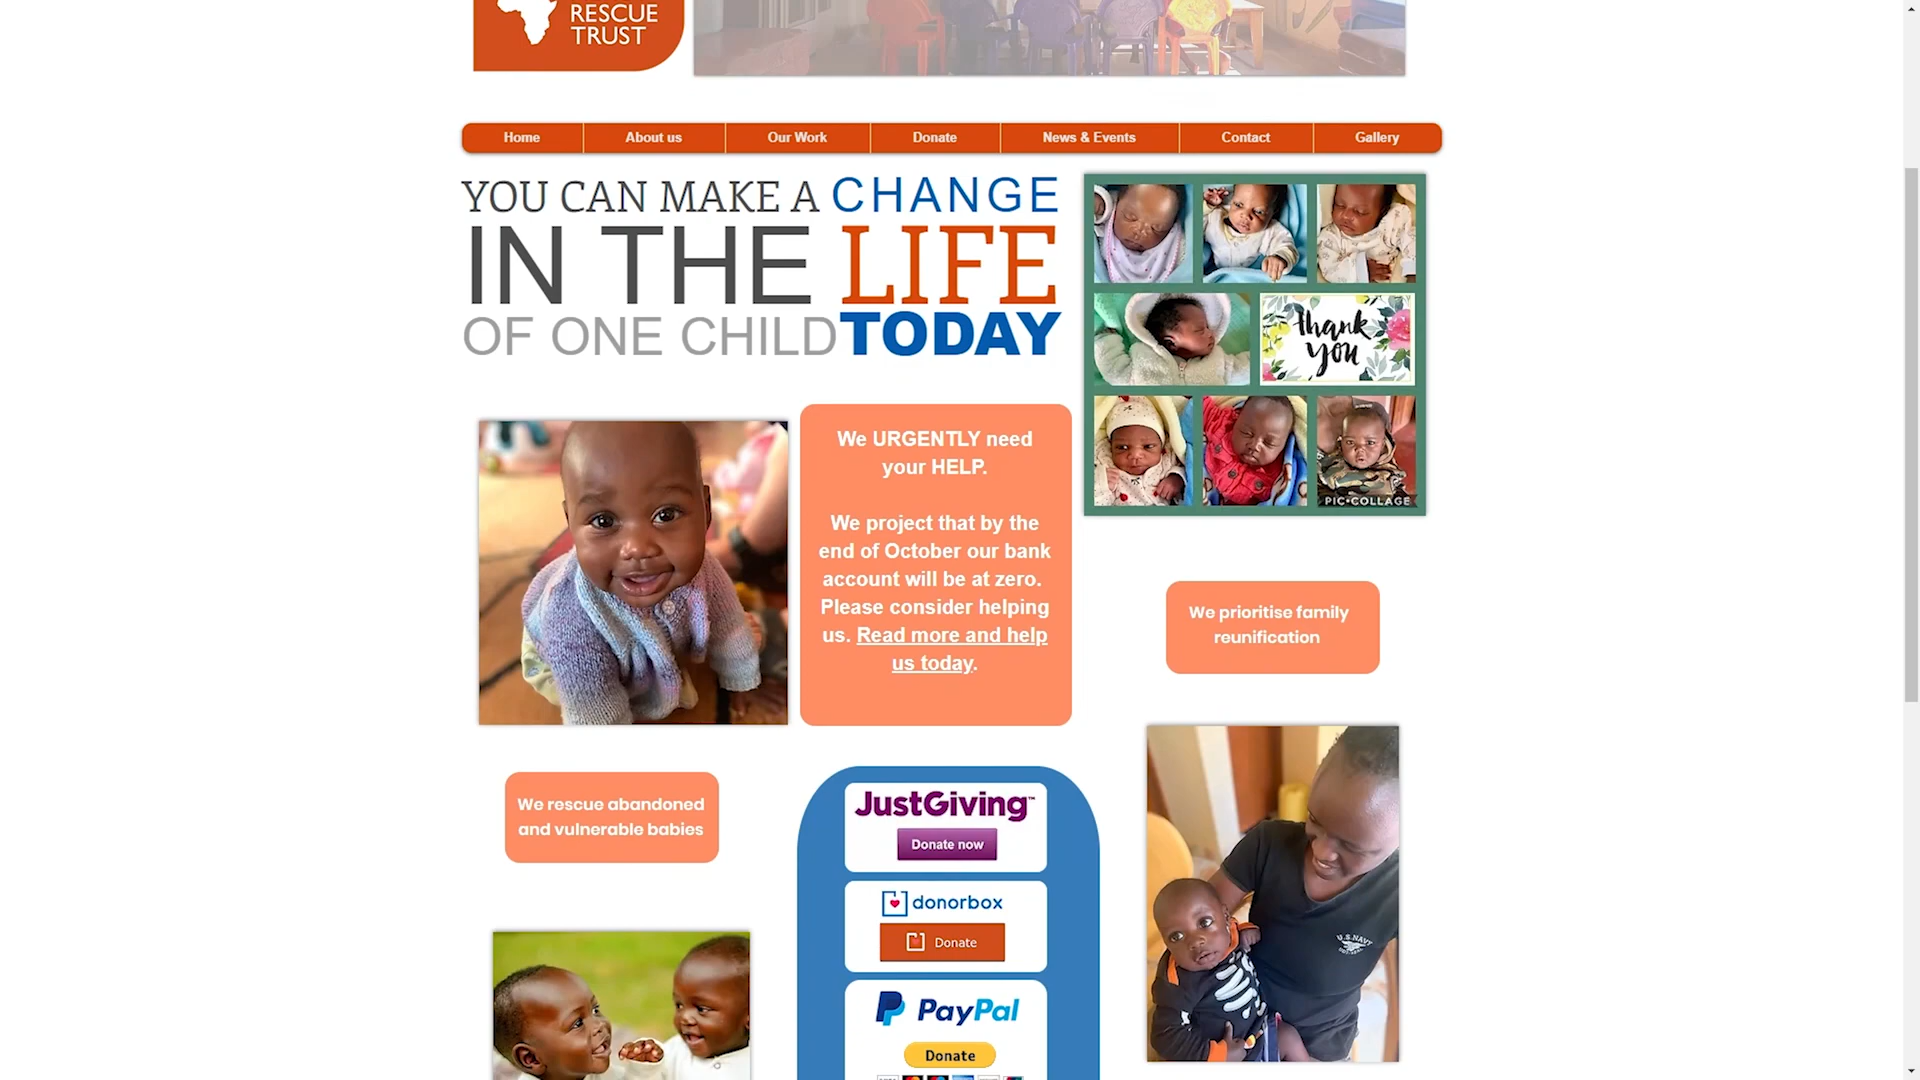 RESCUE
TRUST
Home
About us
Our Work
Donate
News & Events
Contact
Gallery
YOU CAN MAKE A CHANGE
IN THE LIFE
OF ONE CHILD TODAY
thank
you
PIC•COLLAGE
We URGENTLY need
your HELP.
We project that by the
end of October our bank
account will be at zero.
Please consider helping
us. Read more and help
us today.
We prioritise family
reunification
We rescue abandoned
and vulnerable babies
JustGiving™
Donate now
donorbox
Donate
PayPal
Donate
U.S. NAVY